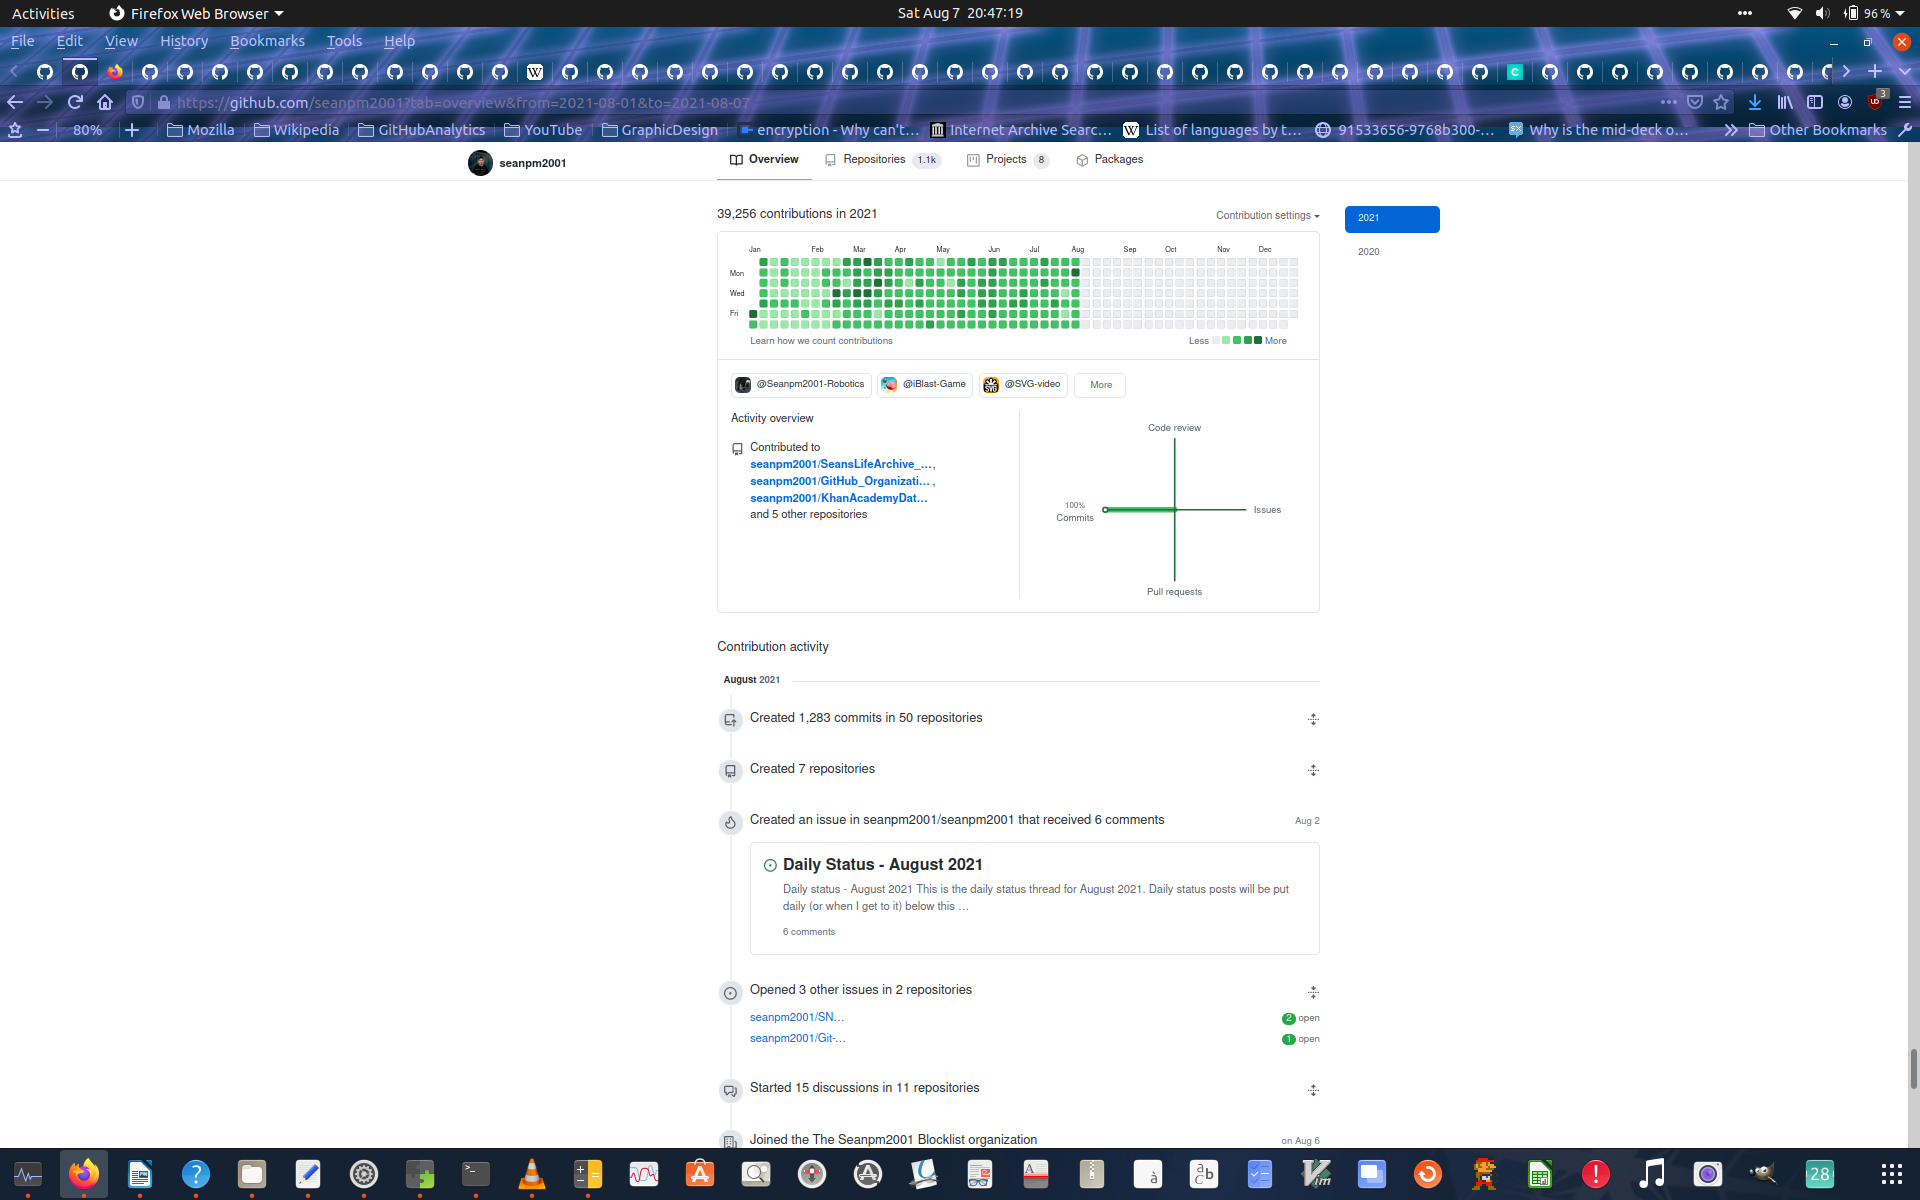 Activities
Firefox Web Browser
Sat Aug 7 20:47:19
96 %
File Edit View History Bookmarks Tools Help
W
C
https://github.com/seanpm2001?tab=overview&from=2021-08-01&to=2021-08-07
3
80%
Mozilla
Wikipedia
GitHubAnalytics
YouTube
GraphicDesign
encryption - Why can't…
Internet Archive Searc…
List of languages by t…
91533656-9768b300-…
Why is the mid-deck o…
Other Bookmarks
seanpm2001
Overview
Repositories 1.1k
Projects 8
Packages
39,256 contributions in 2021
Contribution settings
2021
2020
Jan Feb Mar Apr May Jun Jul Aug Sep Oct Nov Dec
Mon
Wed
Fri
Learn how we count contributions
Less More
@Seanpm2001-Robotics
@iBlast-Game
@SVG-video
More
Activity overview
Contributed to
seanpm2001/SeansLifeArchive_…,
seanpm2001/GitHub_Organizati… ,
seanpm2001/KhanAcademyDat…
and 5 other repositories
Code review
100%
Commits
Issues
Pull requests
Contribution activity
August 2021
Created 1,283 commits in 50 repositories
Created 7 repositories
Created an issue in seanpm2001/seanpm2001 that received 6 comments
Aug 2
Daily Status - August 2021
Daily status - August 2021 This is the daily status thread for August 2021. Daily status posts will be put
daily (or when I get to it) below this …
6 comments
Opened 3 other issues in 2 repositories
seanpm2001/SN…
2 open
seanpm2001/Git-…
1 open
Started 15 discussions in 11 repositories
Joined the The Seanpm2001 Blocklist organization
on Aug 6
28